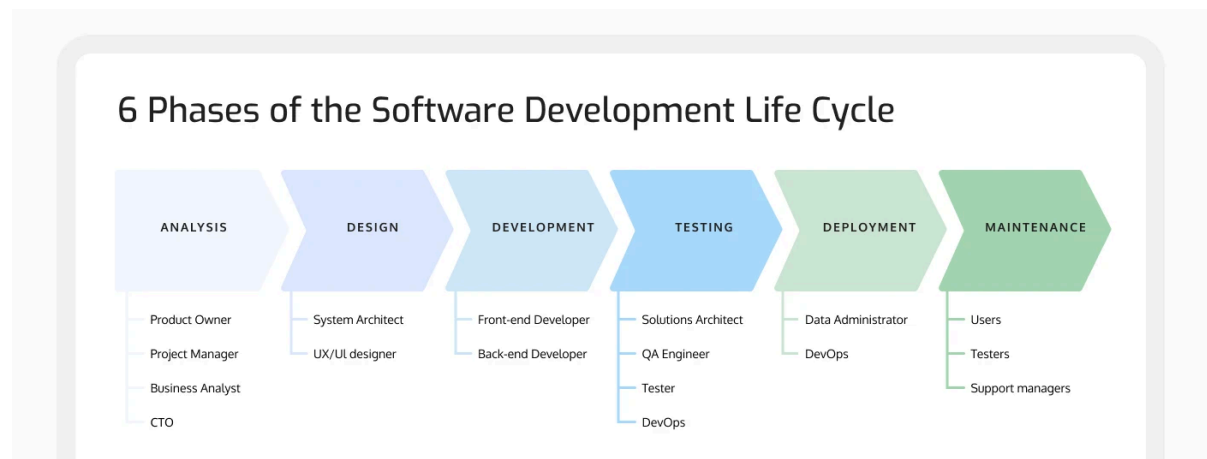 6 Phases of the Software Development Life Cycle
ANALYSIS
Product Owner
Project Manager
Business Analyst
CTO
DESIGN
System Architect
UX/UI designer
DEVELOPMENT
Front-end Developer
Back-end Developer
TESTING
Solutions Architect
QA Engineer
Tester
DevOps
DEPLOYMENT
Data Administrator
DevOps
MAINTENANCE
Users
Testers
Support managers